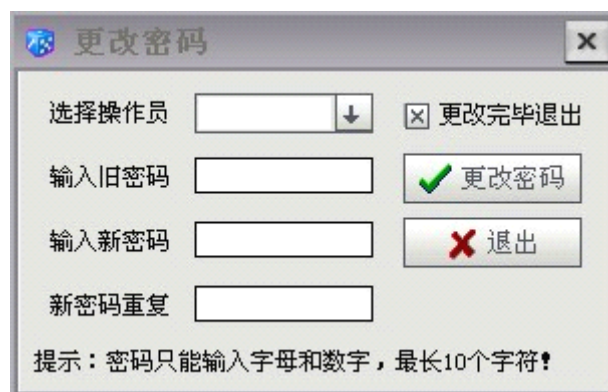 更改密码
选择操作员
更改完毕退出
输入旧密码
更改密码
输入新密码
退出
新密码重复
提示：密码只能输入字母和数字，最长10个字符！